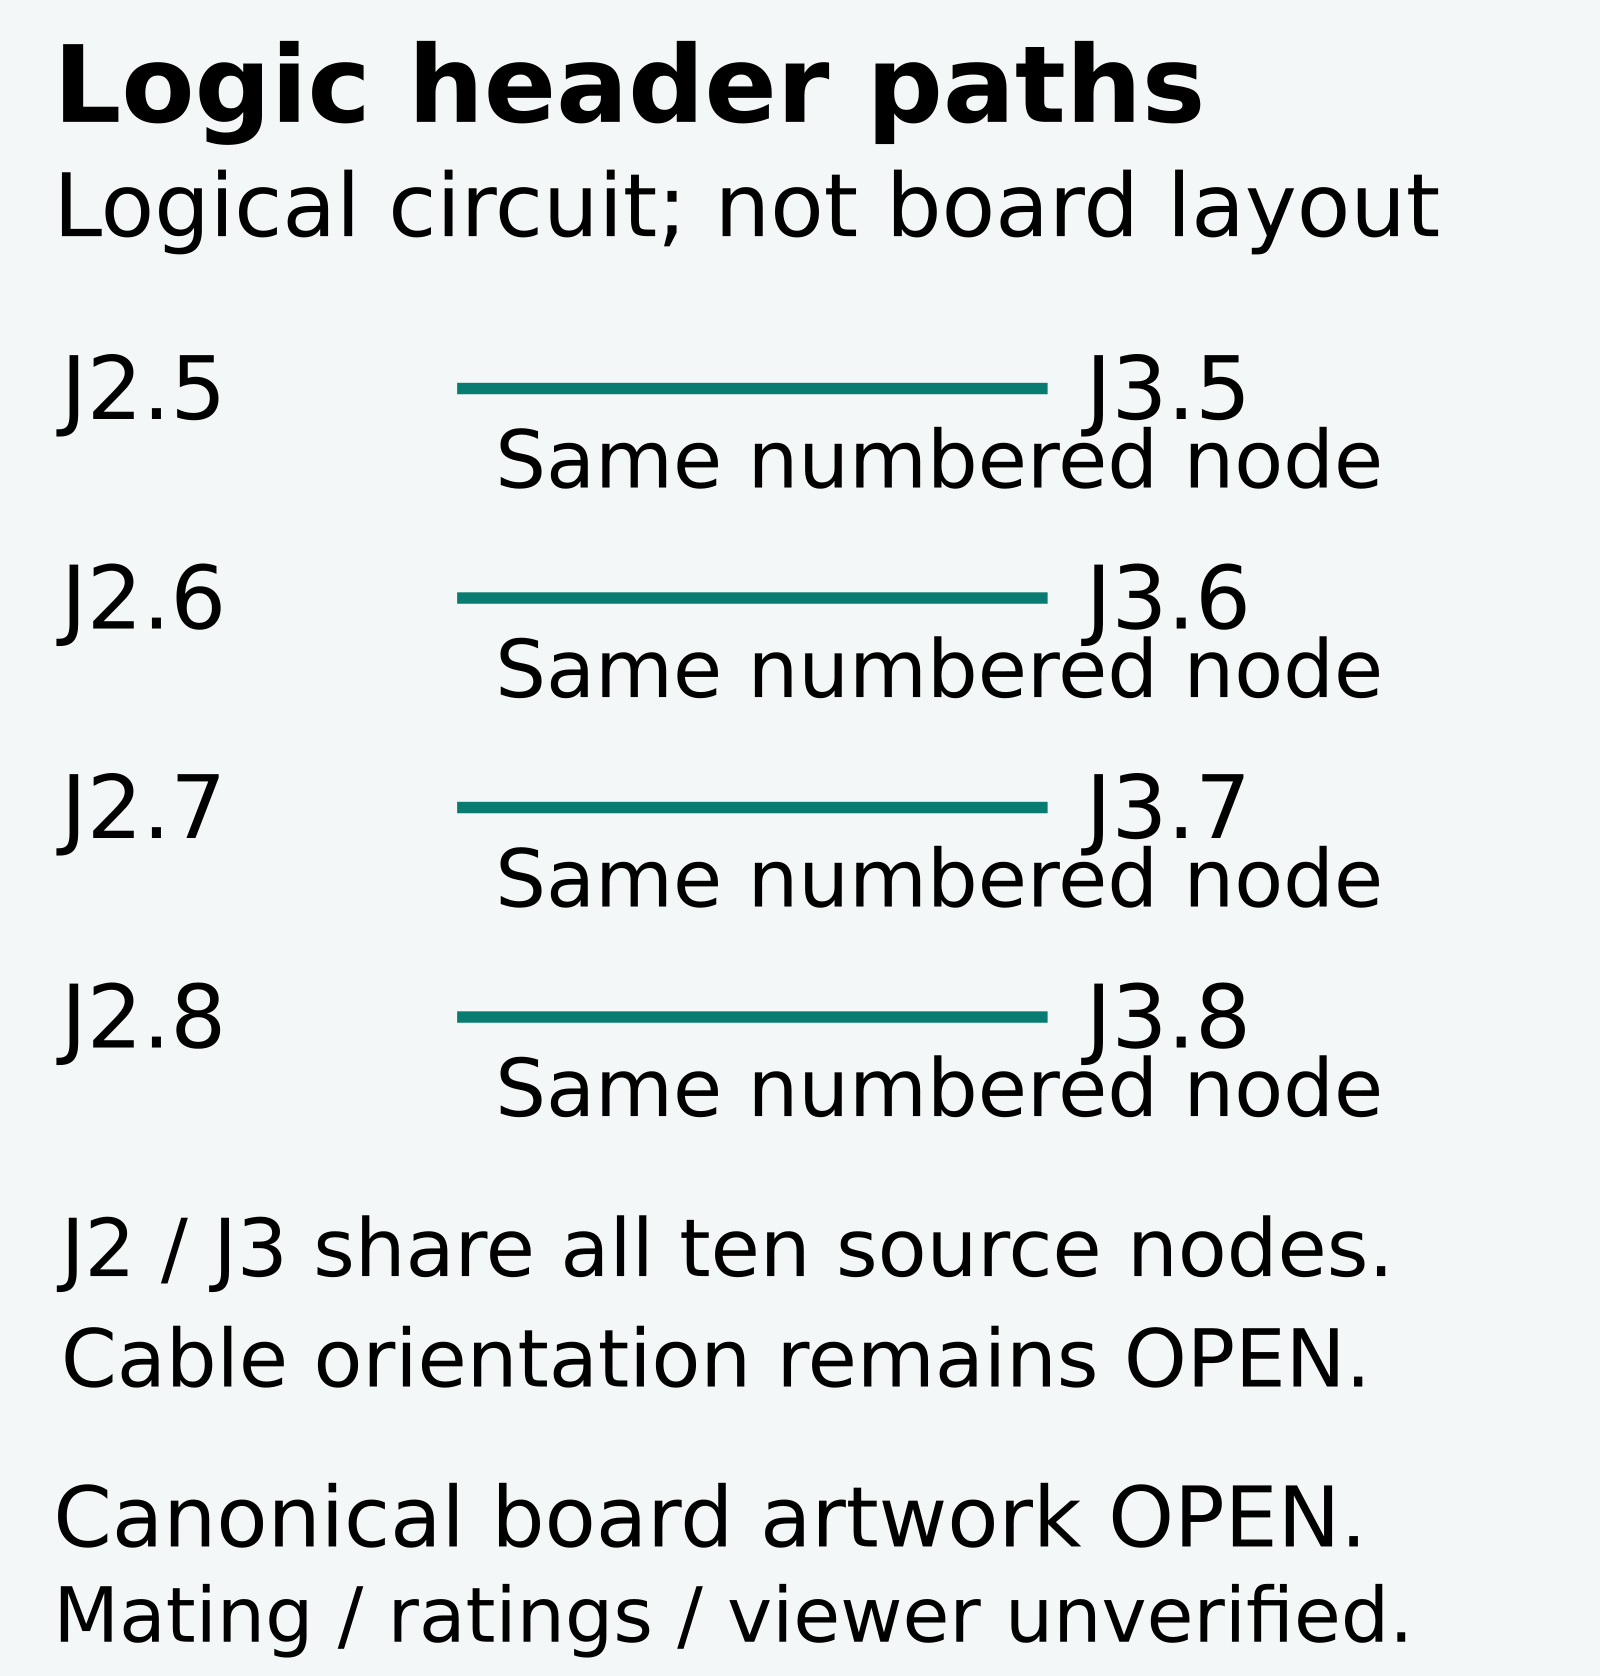 Logic header paths
Logical circuit; not board layout
J2.5 J3.5
Same numbered node
J2.6 J3.6
Same numbered node
J2.7 J3.7
Same numbered node
J2.8 J3.8
Same numbered node
J2 / J3 share all ten source nodes.
Cable orientation remains OPEN.
Canonical board artwork OPEN.
Mating / ratings / viewer unverified.